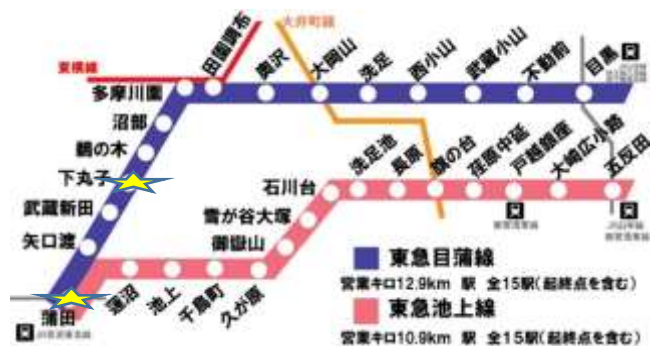 大井町線
東横線
田園調布
奥沢
大岡山
洗足
西小山
武蔵小山
不動前
目黒
多摩川園
沼部
鵜の木
下丸子
武蔵新田
矢口渡
蒲田
蓮沼
池上
千鳥町
久が原
御嶽山
雪が谷大塚
石川台
洗足池
長原
旗の台
荏原中延
戸越銀座
大崎広小路
五反田
東急目蒲線
営業キロ12.9km 駅 全15駅(起終点を含む)
東急池上線
営業キロ10.9km 駅 全15駅(起終点を含む)